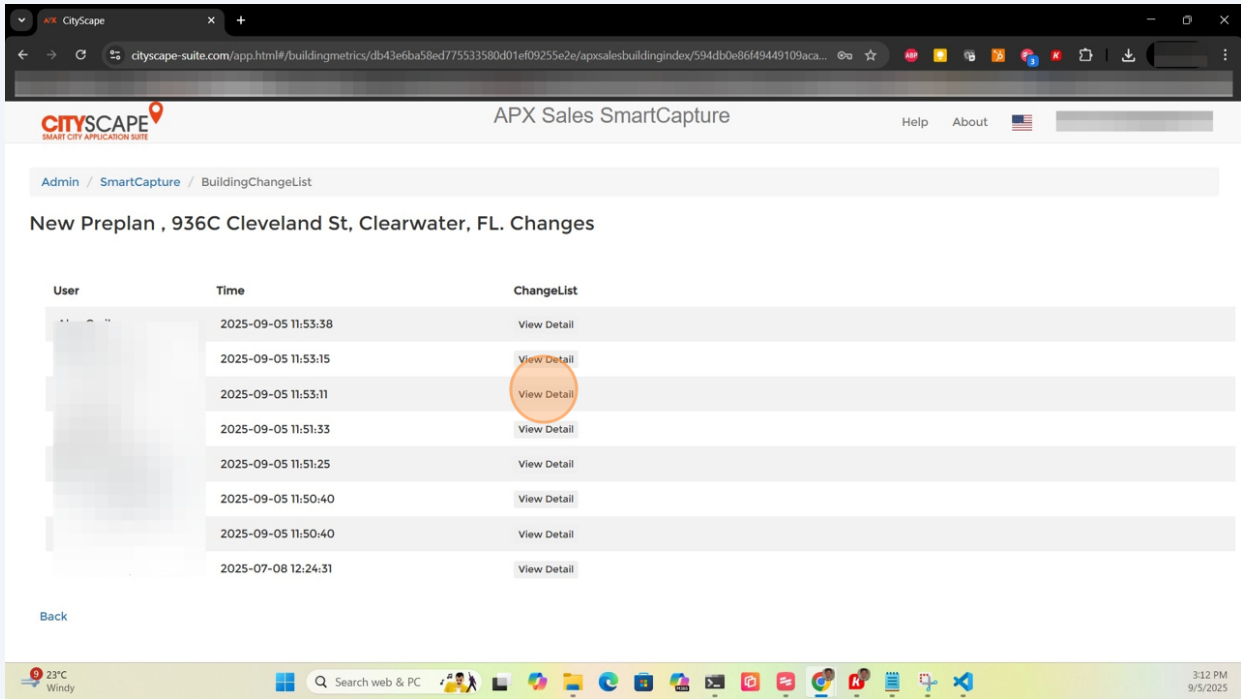 CityScape
cityscape-suite.com/app.html#/buildingmetrics/db43e6ba58ed775533580d01ef09255e2e/apxsalesbuildingindex/594db0e86f49449109aca...
CITYSCAPE
SMART CITY APPLICATION SUITE
APX Sales SmartCapture
Help About
Admin / SmartCapture / BuildingChangeList
New Preplan , 936C Cleveland St, Clearwater, FL. Changes
User Time ChangeList
2025-09-05 11:53:38 View Detail
2025-09-05 11:53:15 View Detail
2025-09-05 11:53:11 View Detail
2025-09-05 11:51:33 View Detail
2025-09-05 11:51:25 View Detail
2025-09-05 11:50:40 View Detail
2025-09-05 11:50:40 View Detail
2025-07-08 12:24:31 View Detail
Back
9 23°C
Windy
Search web & PC
3:12 PM
9/5/2025